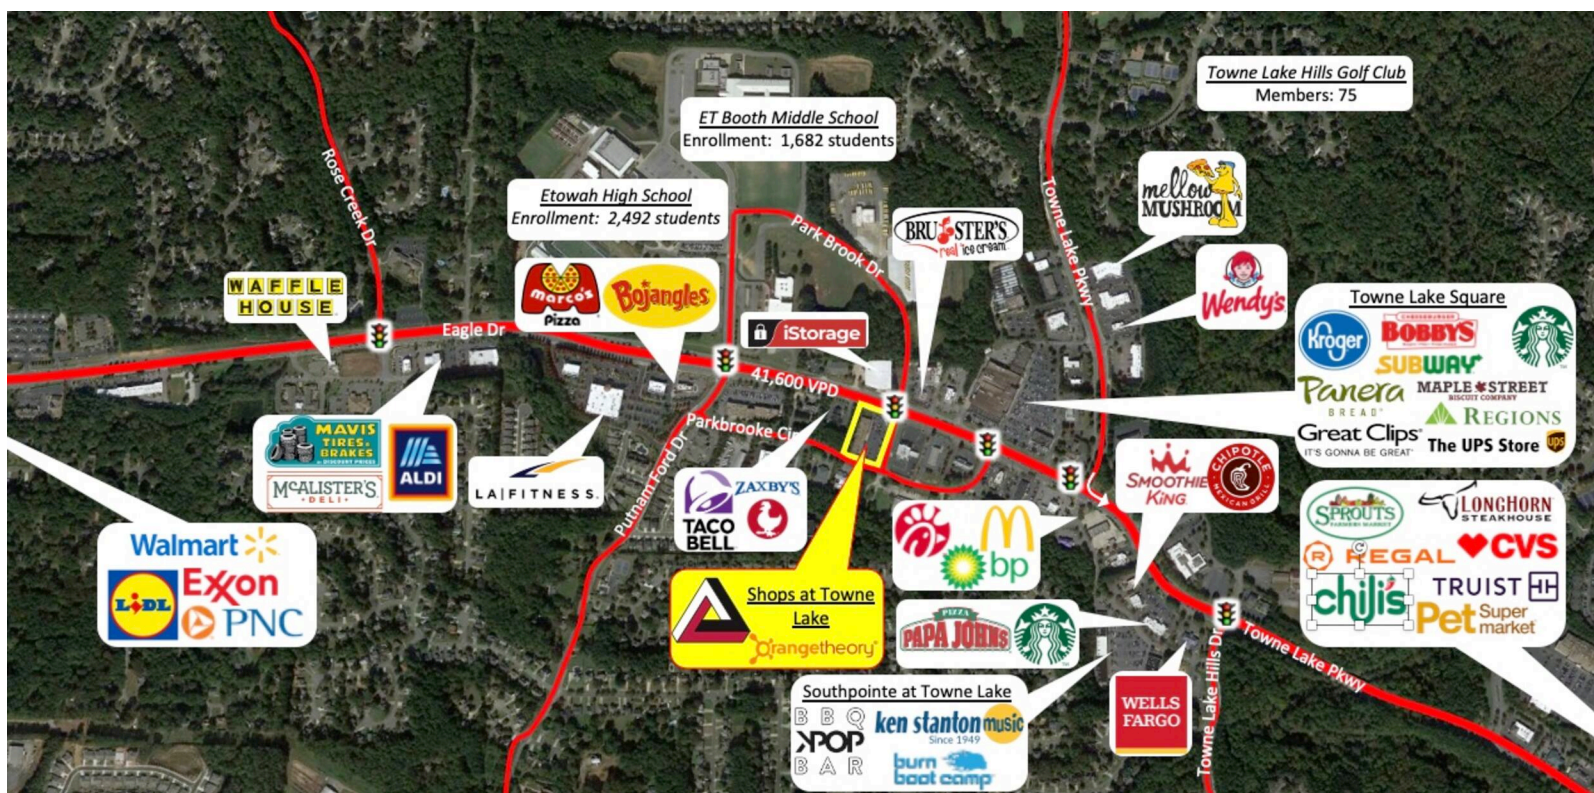 Towne Lake Hills Golf Club
Members: 75
ET Booth Middle School
Enrollment: 1,682 students
Etowah High School
Enrollment: 2,492 students
Rose Creek Dr
Park Brook Dr
Towne Lake Pkwy
mellow
MUSHROOM
BRUSTER'S
real ice cream
Wendy's
WAFFLE
HOUSE
marco's
Pizza
Bojangles
iStorage
Eagle Dr
41,600 VPD
Parkbrooke Cir
Putnam Ford Dr
Towne Lake Square
Kroger
CHEESEBURGER
BOBBY'S
SUBWAY
Panera
BREAD
MAPLE STREET
BISCUIT COMPANY
REGIONS
Great Clips
IT'S GONNA BE GREAT
The UPS Store
ups
MAVIS
TIRES &
BRAKES
AT DISCOUNT PRICES
ALDI
McALISTER'S
DELI
LA|FITNESS.
TACO
BELL
ZAXBY'S
SMOOTHIE
KING
CHIPOTLE
MEXICAN GRILL
bp
Walmart
LIDL
Exxon
PNC
Shops at Towne
Lake
Orangetheory
SPROUTS
FARMERS MARKET
LONGHORN
STEAKHOUSE
R REGAL
CVS
chili's
TRUIST
Pet Super
market
PIZZA
PAPA JOHNS
Southpointe at Towne Lake
BBQ
KPOP
BAR
ken stanton music
Since 1949
burn
boot camp
WELLS
FARGO
Towne Lake Hills Dr
Towne Lake Pkwy